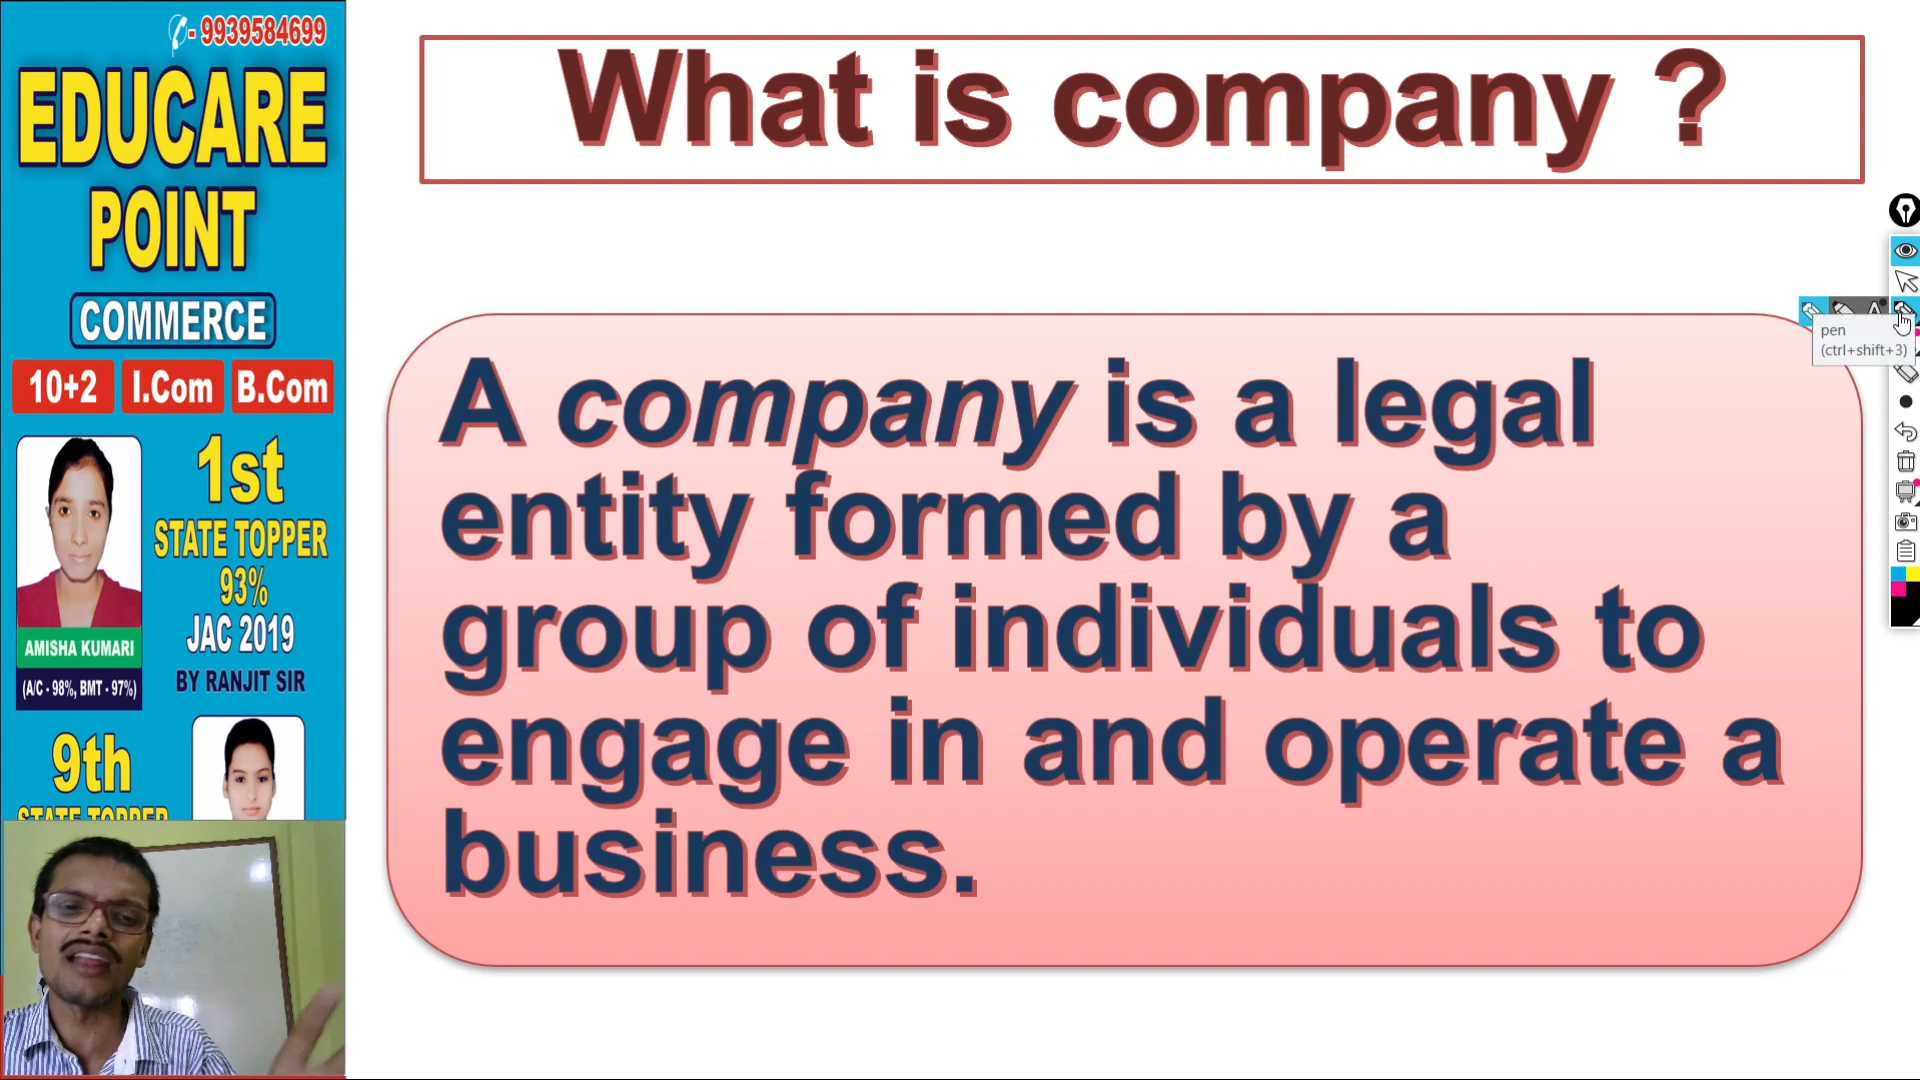 - 9939584699
EDUCARE
POINT
COMMERCE
10+2 I.Com B.Com
1st
STATE TOPPER
93%
JAC 2019
BY RANJIT SIR
AMISHA KUMARI
(A/C - 98%, BMT - 97%)
9th
STATE TOPPER
What is company ?
A company is a legal
entity formed by a
group of individuals to
engage in and operate a
business.
pen
(ctrl+shift+3)